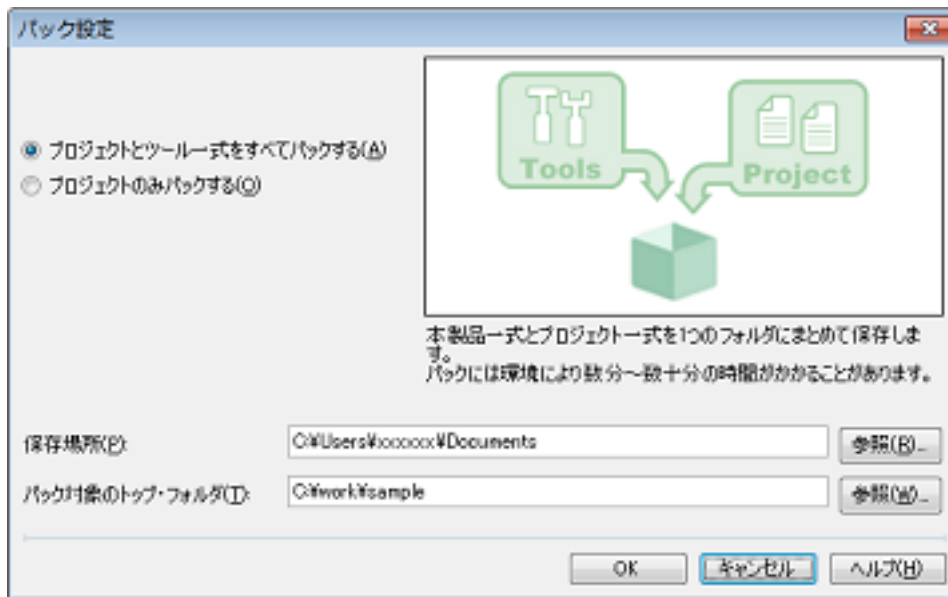 パック設定
プロジェクトとツール一式をすべてパックする(A)
プロジェクトのみパックする(O)
Tools
Project
本製品一式とプロジェクト一式を1つのフォルダにまとめて保存しま
す。
パックには環境により数分～数十分の時間がかかることがあります。
保存場所(P):
C:¥Users¥xxxxxx¥Documents
参照(R)...
パック対象のトップ・フォルダ(T):
C:¥work¥sample
参照(W)...
OK
キャンセル
ヘルプ(H)